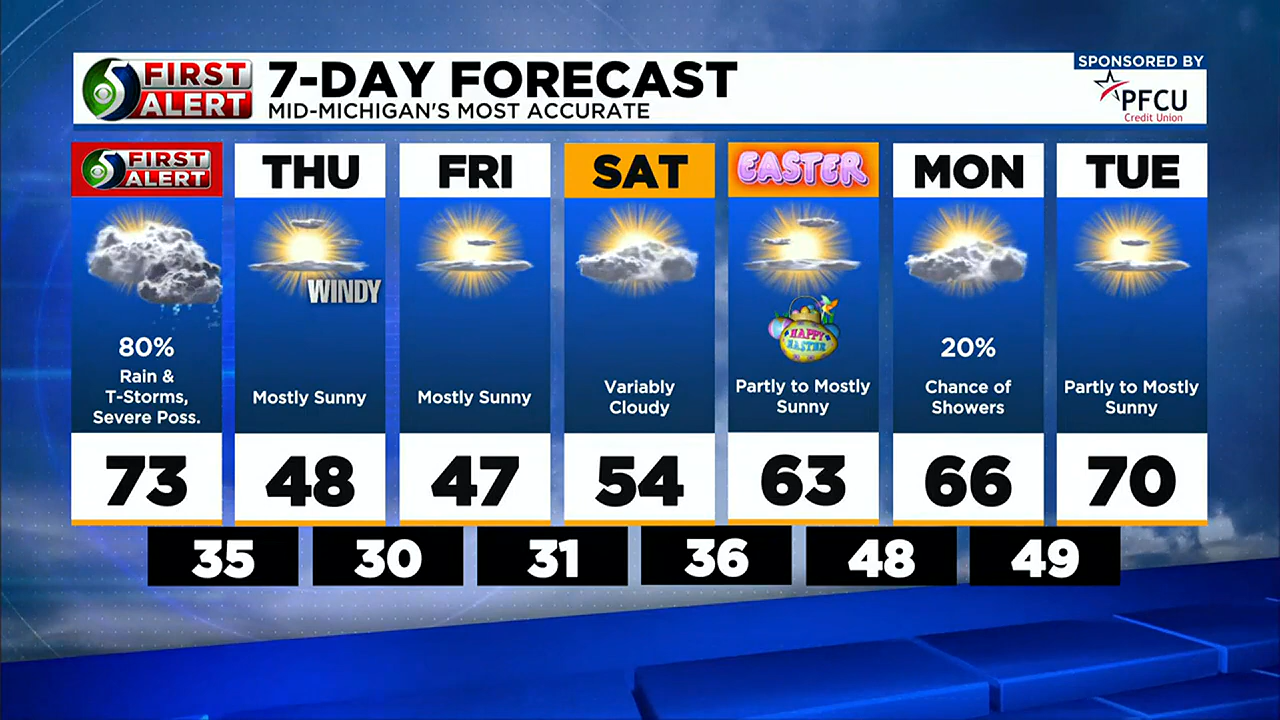 FIRST ALERT
7-DAY FORECAST
MID-MICHIGAN'S MOST ACCURATE
SPONSORED BY
PFCU
Credit Union
FIRST ALERT
80%
Rain &
T-Storms,
Severe Poss.
73
THU
WINDY
Mostly Sunny
48
FRI
Mostly Sunny
47
SAT
Variably
Cloudy
54
EASTER
HAPPY
EASTER
Partly to Mostly
Sunny
63
MON
20%
Chance of
Showers
66
TUE
Partly to Mostly
Sunny
70
35 30 31 36 48 49